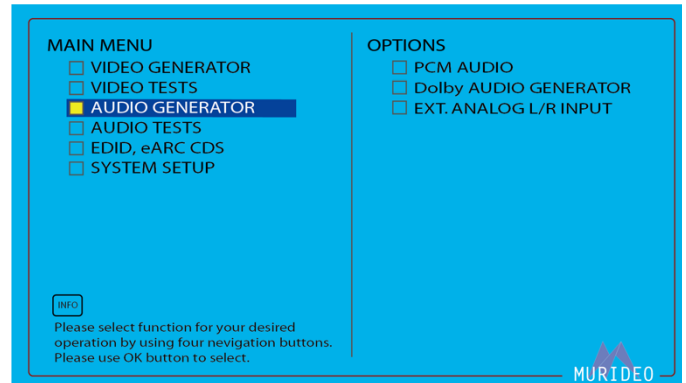 MAIN MENU
VIDEO GENERATOR
VIDEO TESTS
AUDIO GENERATOR
AUDIO TESTS
EDID, eARC CDS
SYSTEM SETUP
OPTIONS
PCM AUDIO
Dolby AUDIO GENERATOR
EXT. ANALOG L/R INPUT
INFO
Please select function for your desired
operation by using four nevigation buttons.
Please use OK button to select.
MURIDEO